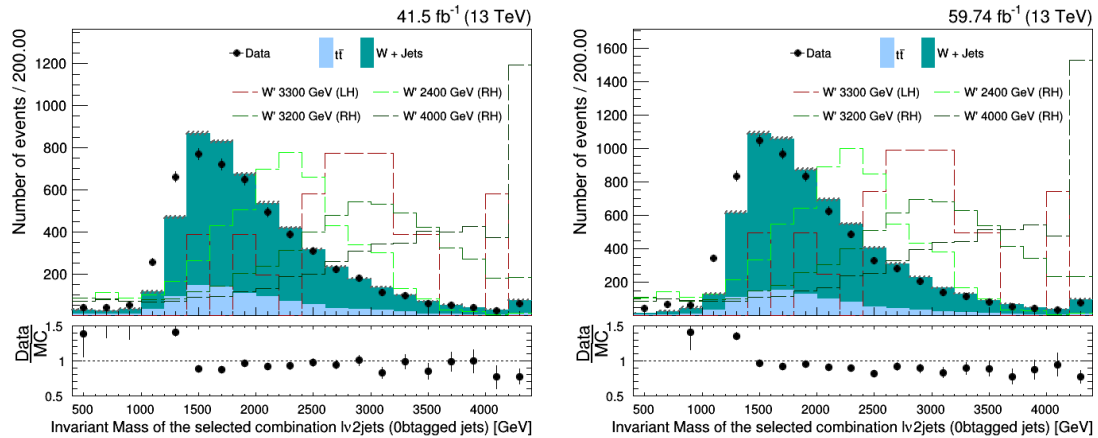 41.5 fb⁻¹ (13 TeV)
Number of events / 200.00
1200
1000
800
600
400
200
Data
tt̄
W + Jets
W' 3300 GeV (LH)
W' 2400 GeV (RH)
W' 3200 GeV (RH)
W' 4000 GeV (RH)
Data
MC
1.5
1
0.5
500 1000 1500 2000 2500 3000 3500 4000
Invariant Mass of the selected combination lν2jets (0btagged jets) [GeV]
59.74 fb⁻¹ (13 TeV)
Number of events / 200.00
1600
1400
1200
1000
800
600
400
200
Data
tt̄
W + Jets
W' 3300 GeV (LH)
W' 2400 GeV (RH)
W' 3200 GeV (RH)
W' 4000 GeV (RH)
Data
MC
1.5
1
0.5
500 1000 1500 2000 2500 3000 3500 4000
Invariant Mass of the selected combination lν2jets (0btagged jets) [GeV]